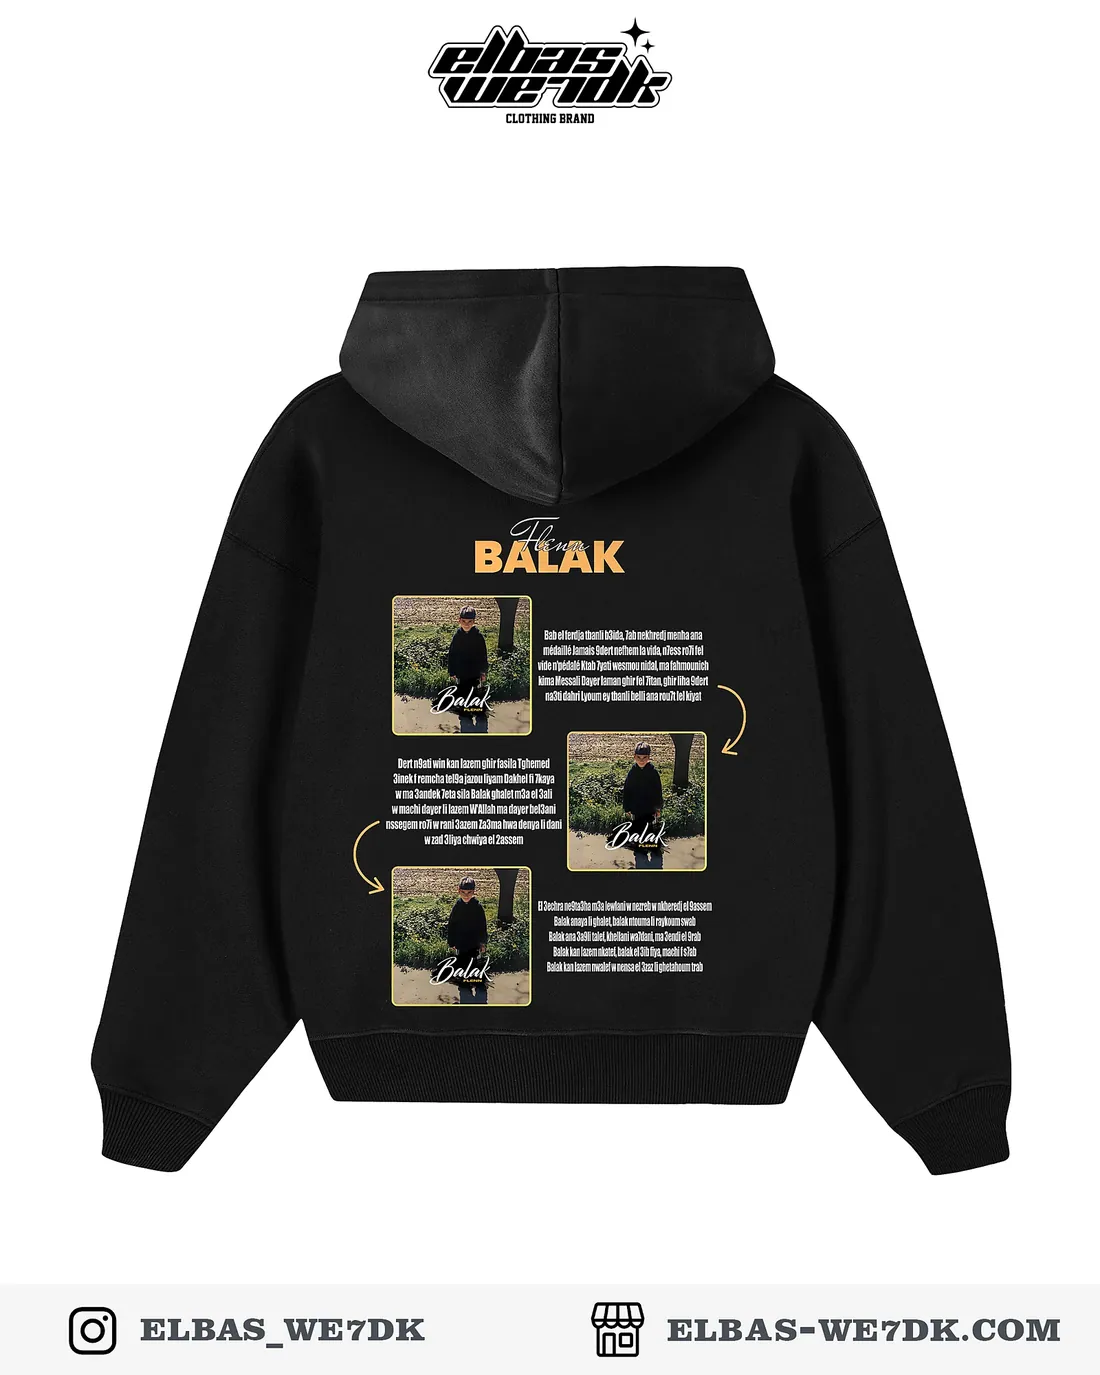 elbas
we7dk
CLOTHING BRAND
Flenn
BALAK
Balak
FLENN
Bab el ferdja tbanli b3ida, 7ab nekhredj menha ana
médaillé Jamais 9dert nefhem la vida, n7ess ro7i fel
vide n'pédalé Ktab 7yati wesmou nidal, ma fahmounich
kima Messali Dayer laman ghir fel 7itan, ghir liha 9dert
na3ti dahri Lyoum ey tbanli belli ana rou7t lel kiyat
Dert n9ati win kan lazem ghir fasila Tghemed
3inek f remcha tel9a jazou liyam Dakhel fi 7kaya
w ma 3andek 7eta sila Balak ghalet m3a el 3ali
w machi dayer li lazem W'Allah ma dayer bel3ani
nssegem ro7i w rani 3azem Za3ma hwa denya li dani
w zad 3liya chwiya el 2assem
Balak
FLENN
Balak
FLENN
El 3echra ne9ta3ha m3a lewlani w nezreb w nkheredj el 9assem
Balak anaya li ghalet, balak ntouma li raykoum swab
Balak ana 3a9li talef, khellani wa7dani, ma 3endi el 9rab
Balak kan lazem nkatef, balak el 3ib fiya, machi f s7ab
Balak kan lazem nwalef w nensa el 3zaz li ghetahoum trab
ELBAS_WE7DK
ELBAS-WE7DK.COM